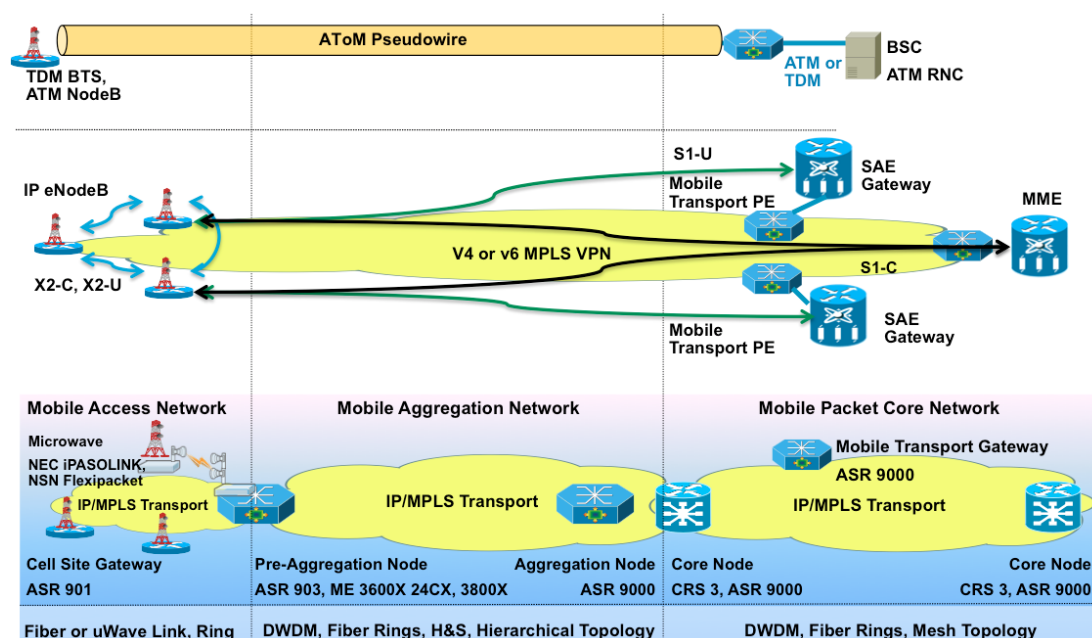 AToM Pseudowire
TDM BTS,
ATM NodeB
ATM or
TDM
BSC
ATM RNC
S1-U
IP eNodeB
Mobile
Transport PE
SAE
Gateway
MME
V4 or v6 MPLS VPN
S1-C
X2-C, X2-U
Mobile
Transport PE
SAE
Gateway
Mobile Access Network
Mobile Aggregation Network
Mobile Packet Core Network
Microwave
NEC iPASOLINK,
NSN Flexipacket
Mobile Transport Gateway
ASR 9000
IP/MPLS Transport
IP/MPLS Transport
IP/MPLS Transport
Cell Site Gateway
ASR 901
Pre-Aggregation Node
ASR 903, ME 3600X 24CX, 3800X
Aggregation Node
ASR 9000
Core Node
CRS 3, ASR 9000
Core Node
CRS 3, ASR 9000
Fiber or uWave Link, Ring
DWDM, Fiber Rings, H&S, Hierarchical Topology
DWDM, Fiber Rings, Mesh Topology